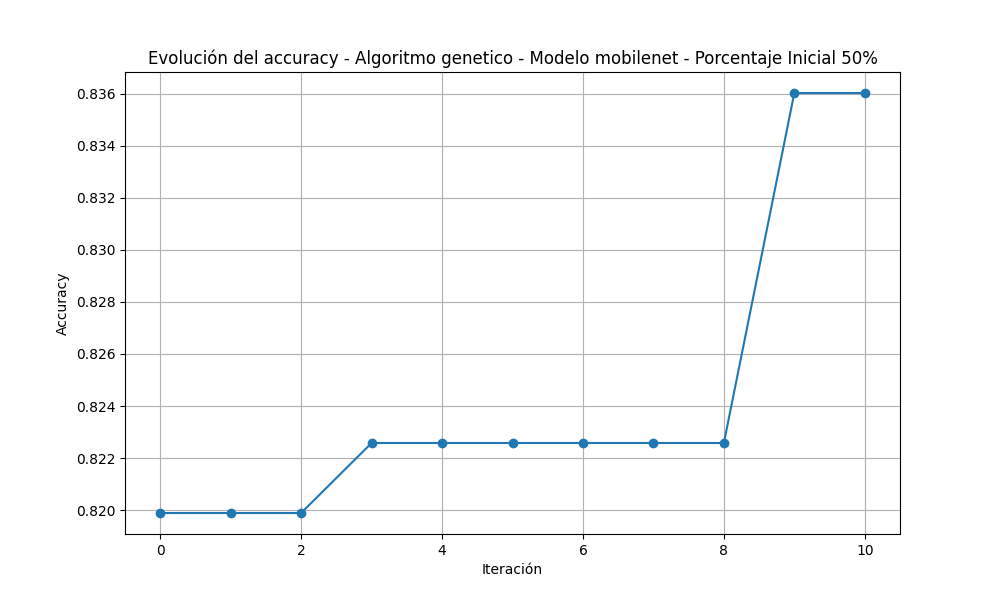 Evolución del accuracy - Algoritmo genetico - Modelo mobilenet - Porcentaje Inicial 50%
0.836
0.834
0.832
0.830
0.828
0.826
0.824
0.822
0.820
Accuracy
0 2 4 6 8 10
Iteración